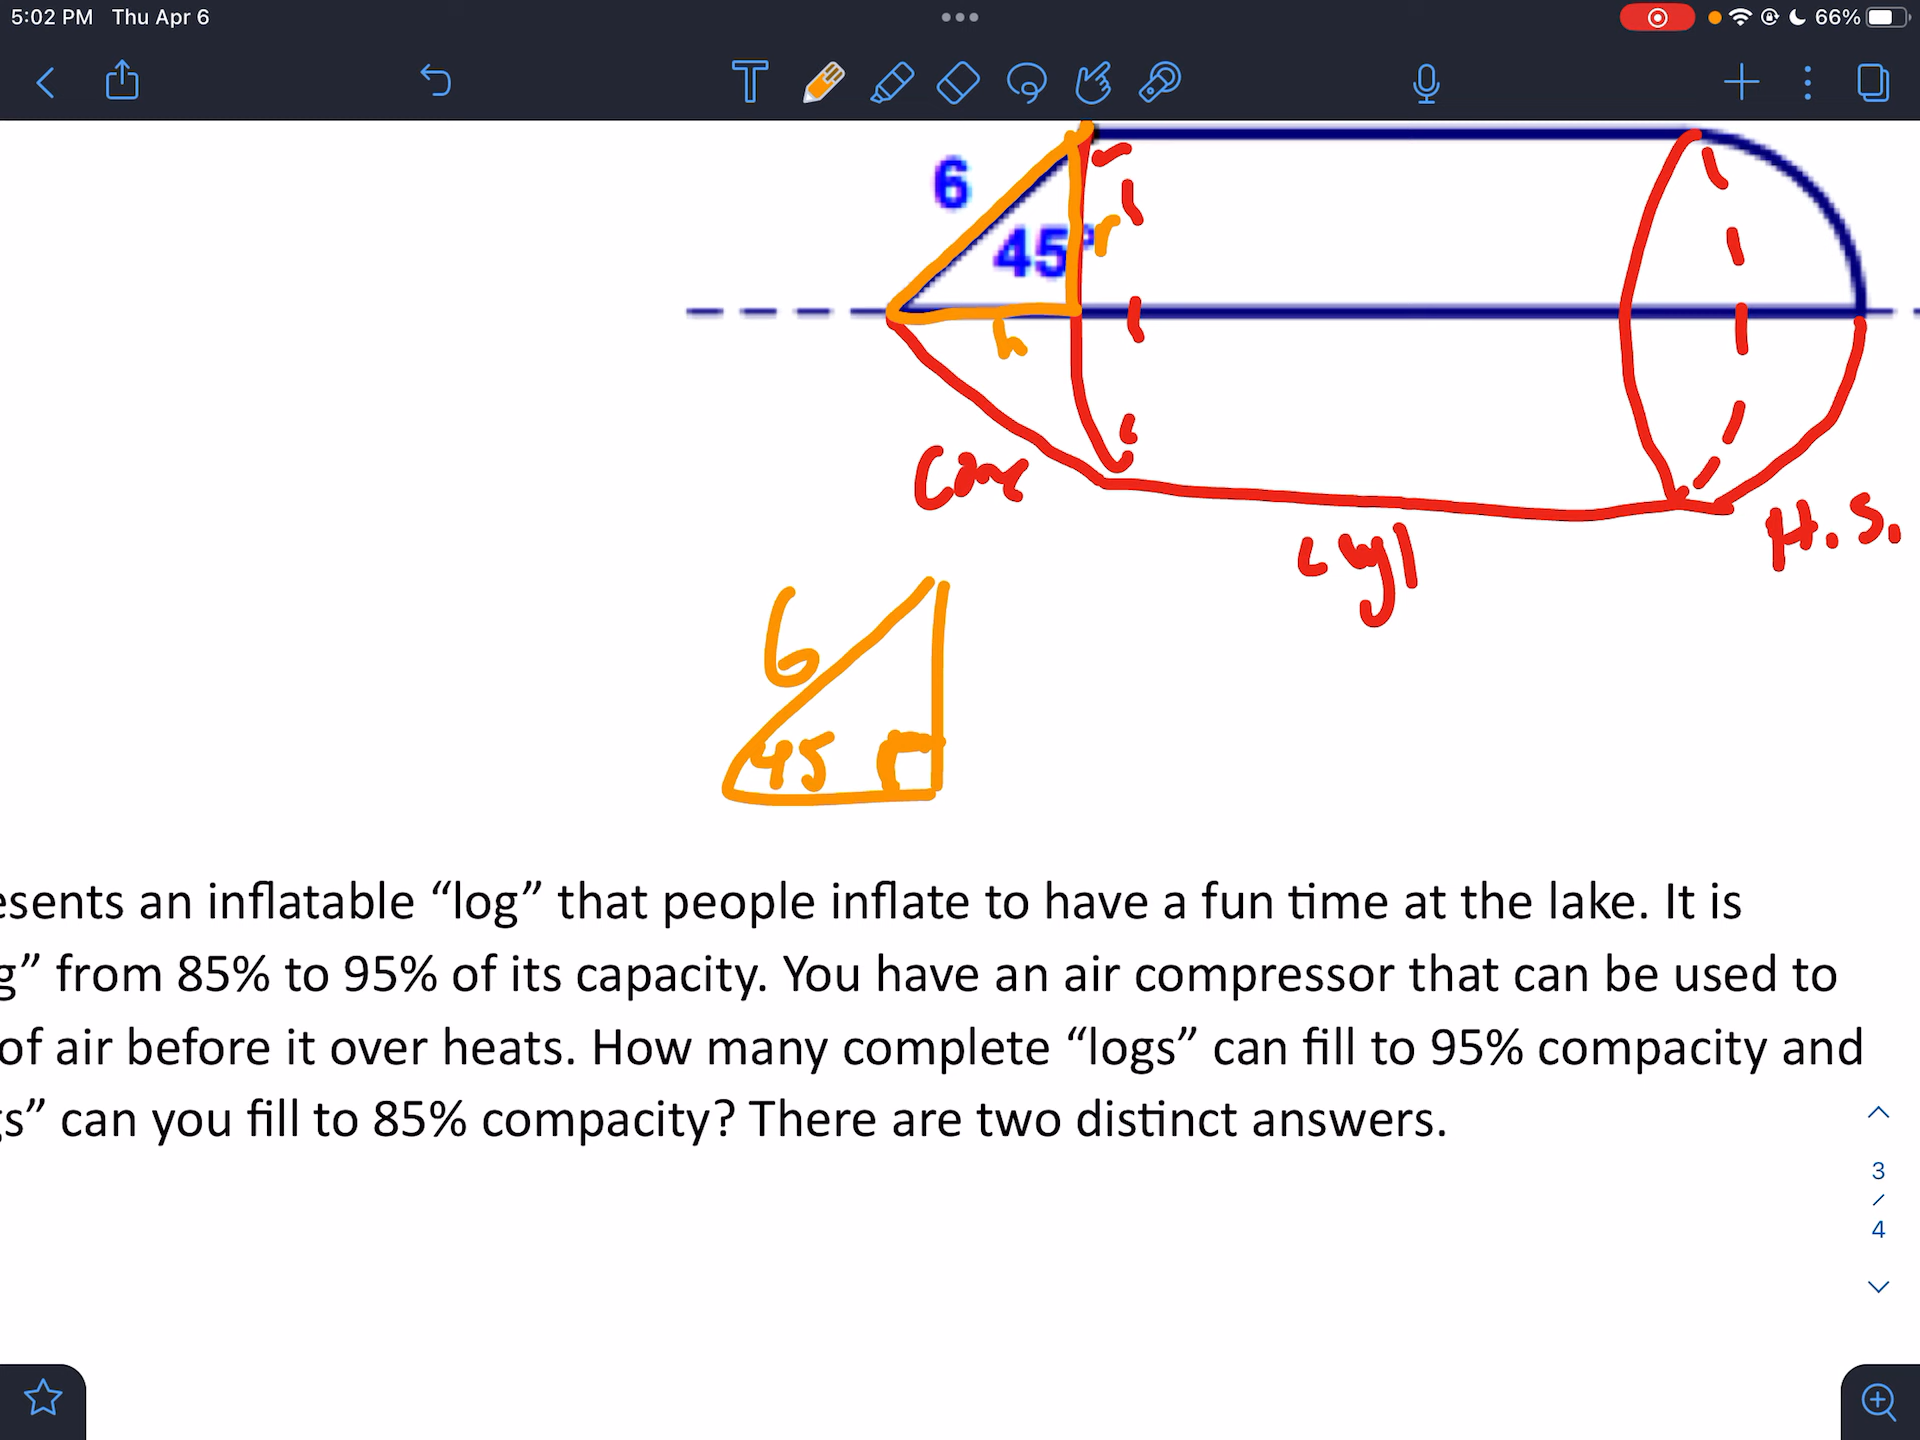 5:02 PM Thu Apr 6
66%
T
6
45°
r
h
Cone
Cyl
H.S.
6
45
esents an inflatable “log” that people inflate to have a fun time at the lake. It is
g” from 85% to 95% of its capacity. You have an air compressor that can be used to
of air before it over heats. How many complete “logs” can fill to 95% compacity and
gs” can you fill to 85% compacity? There are two distinct answers.
3
/
4